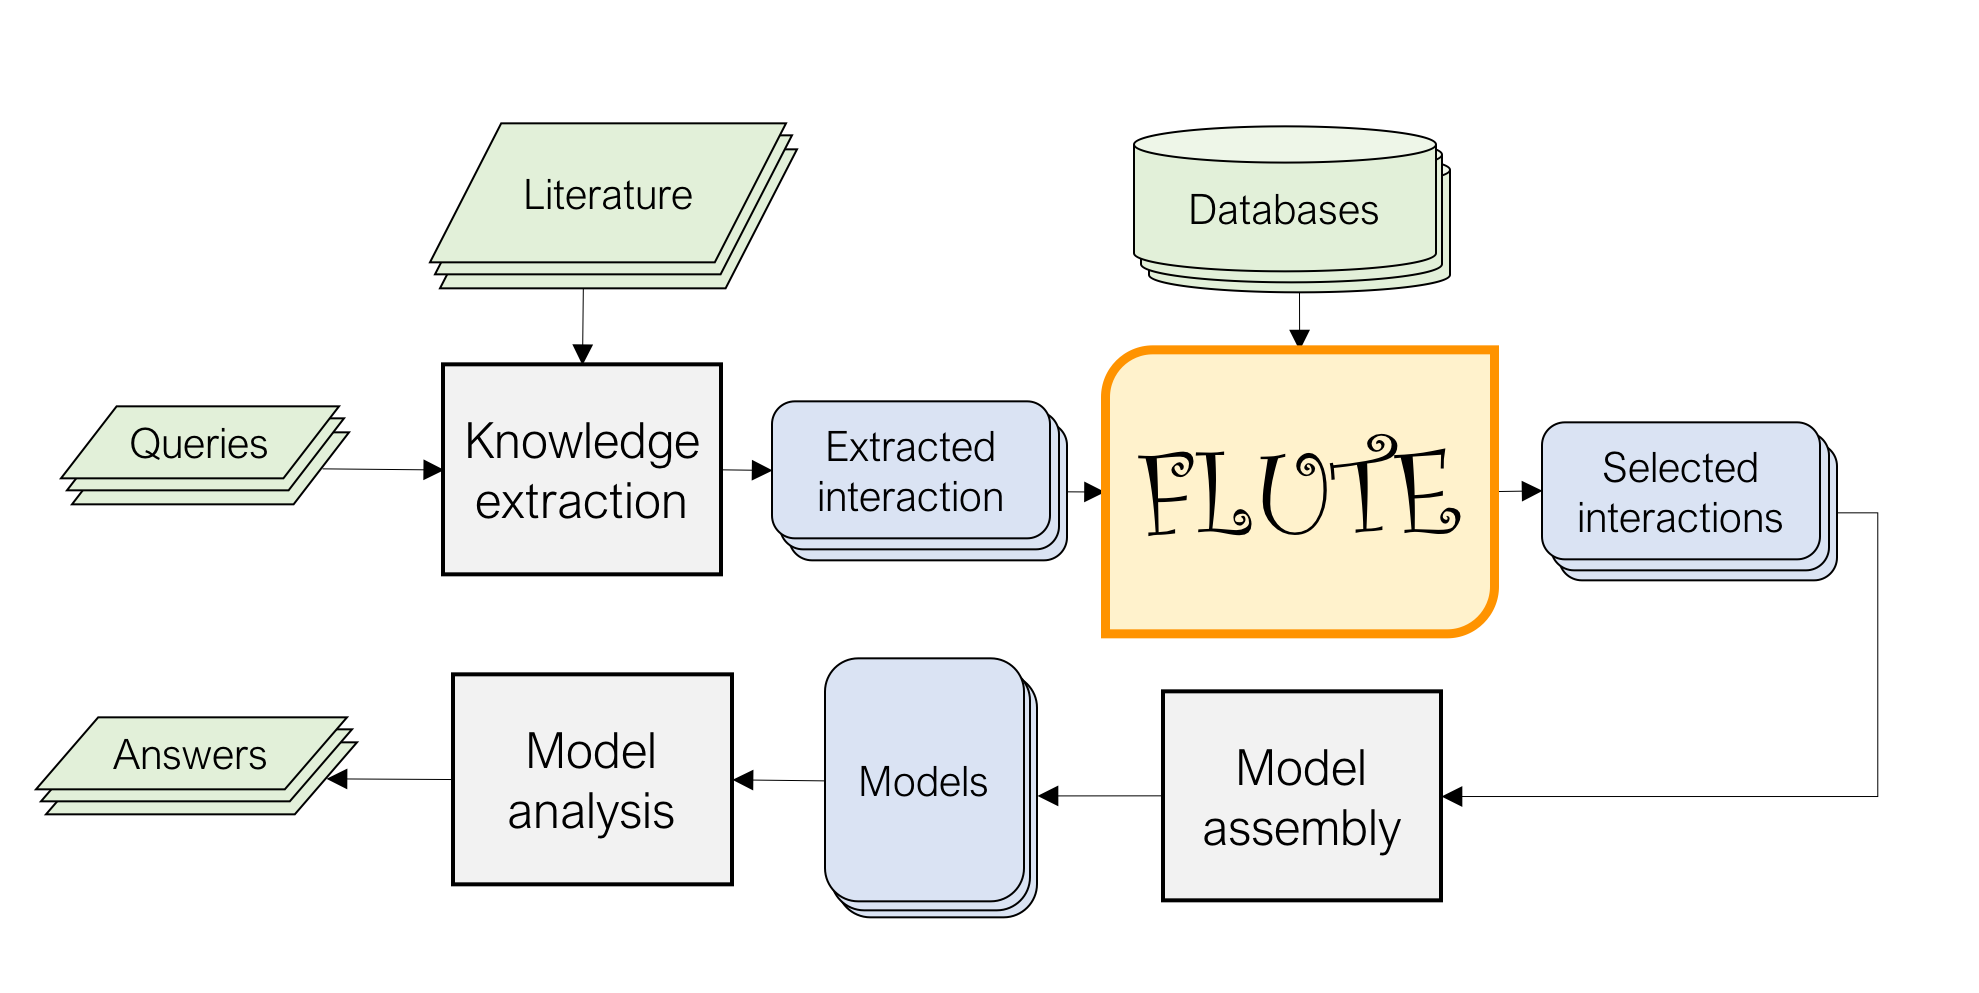 Literature
Databases
Queries
Knowledge
extraction
Extracted
interaction
FLUTE
Selected
interactions
Answers
Model
analysis
Models
Model
assembly